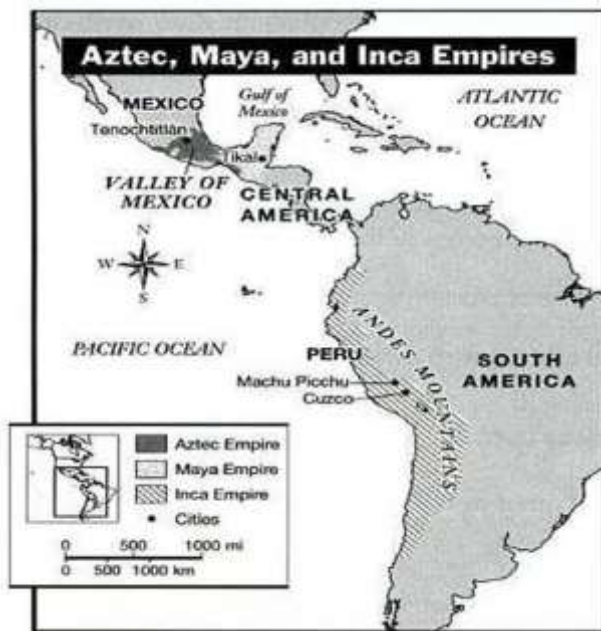 Aztec, Maya, and Inca Empires
MEXICO
Gulf of
Mexico
ATLANTIC
OCEAN
Tenochtitlán
Tikal
VALLEY OF
MEXICO
CENTRAL
AMERICA
N
W E
S
PACIFIC OCEAN
PERU
ANDES MOUNTAINS
SOUTH
AMERICA
Machu Picchu
Cuzco
Aztec Empire
Maya Empire
Inca Empire
Cities
0 500 1000 mi
0 500 1000 km